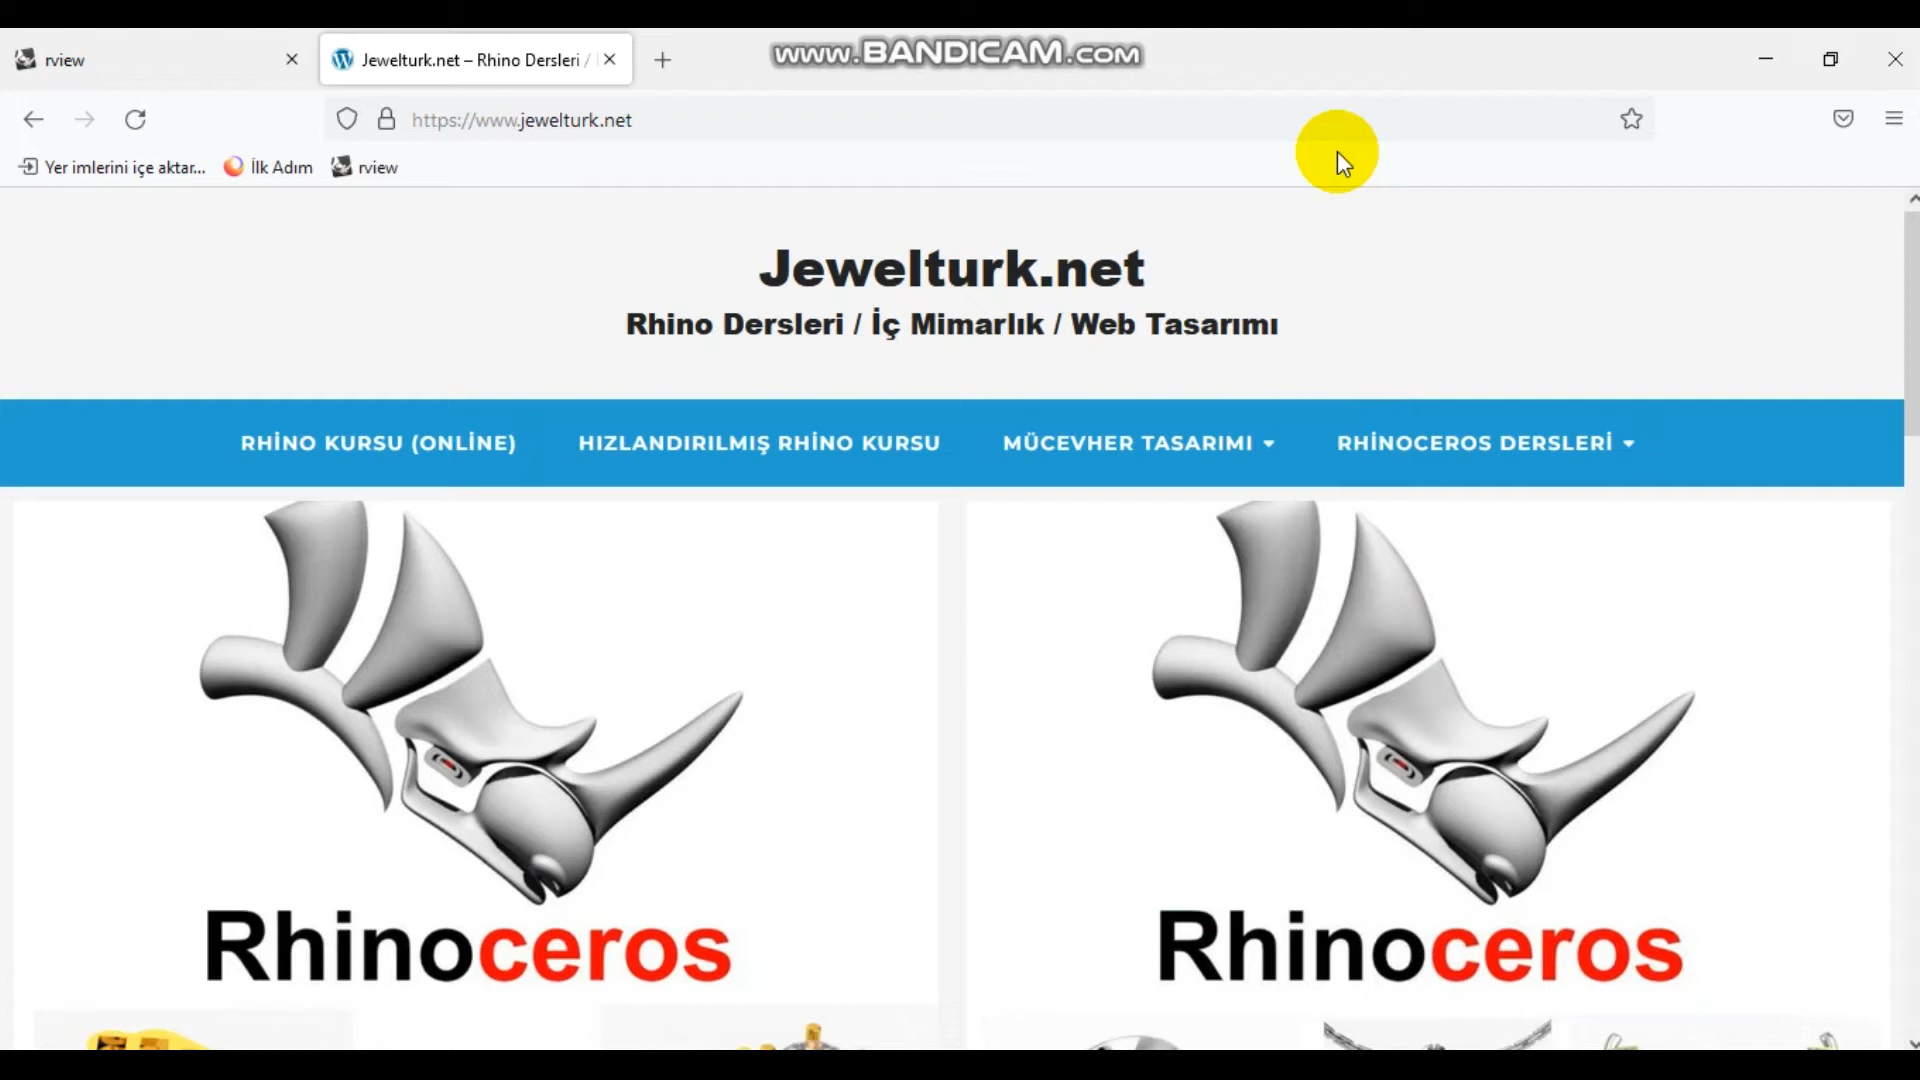 rview
Jewelturk.net – Rhino Dersleri /
www.BANDICAM.com
https://www.jewelturk.net
Yer imlerini içe aktar...
İlk Adım
rview
Jewelturk.net
Rhino Dersleri / İç Mimarlık / Web Tasarımı
RHİNO KURSU (ONLİNE)
HIZLANDIRILMIŞ RHİNO KURSU
MÜCEVHER TASARIMI
RHİNOCEROS DERSLERİ
Rhinoceros
Rhinoceros